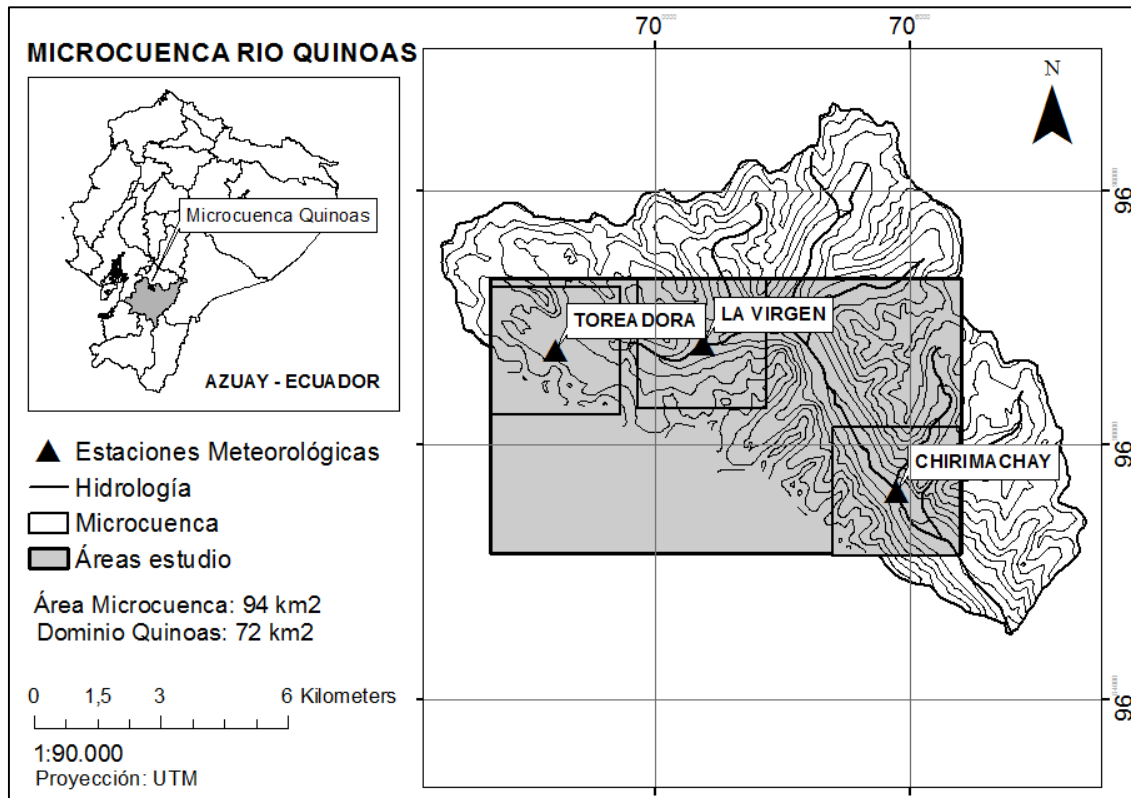 MICROCUENCA RIO QUINOAS
Microcuenca Quinoas
AZUAY - ECUADOR
Estaciones Meteorológicas
Hidrología
Microcuenca
Áreas estudio
Área Microcuenca: 94 km2
Dominio Quinoas: 72 km2
0 1,5 3 6 Kilometers
1:90.000
Proyección: UTM
70
70
N
96
TOREADORA
LA VIRGEN
96
CHIRIMACHAY
96